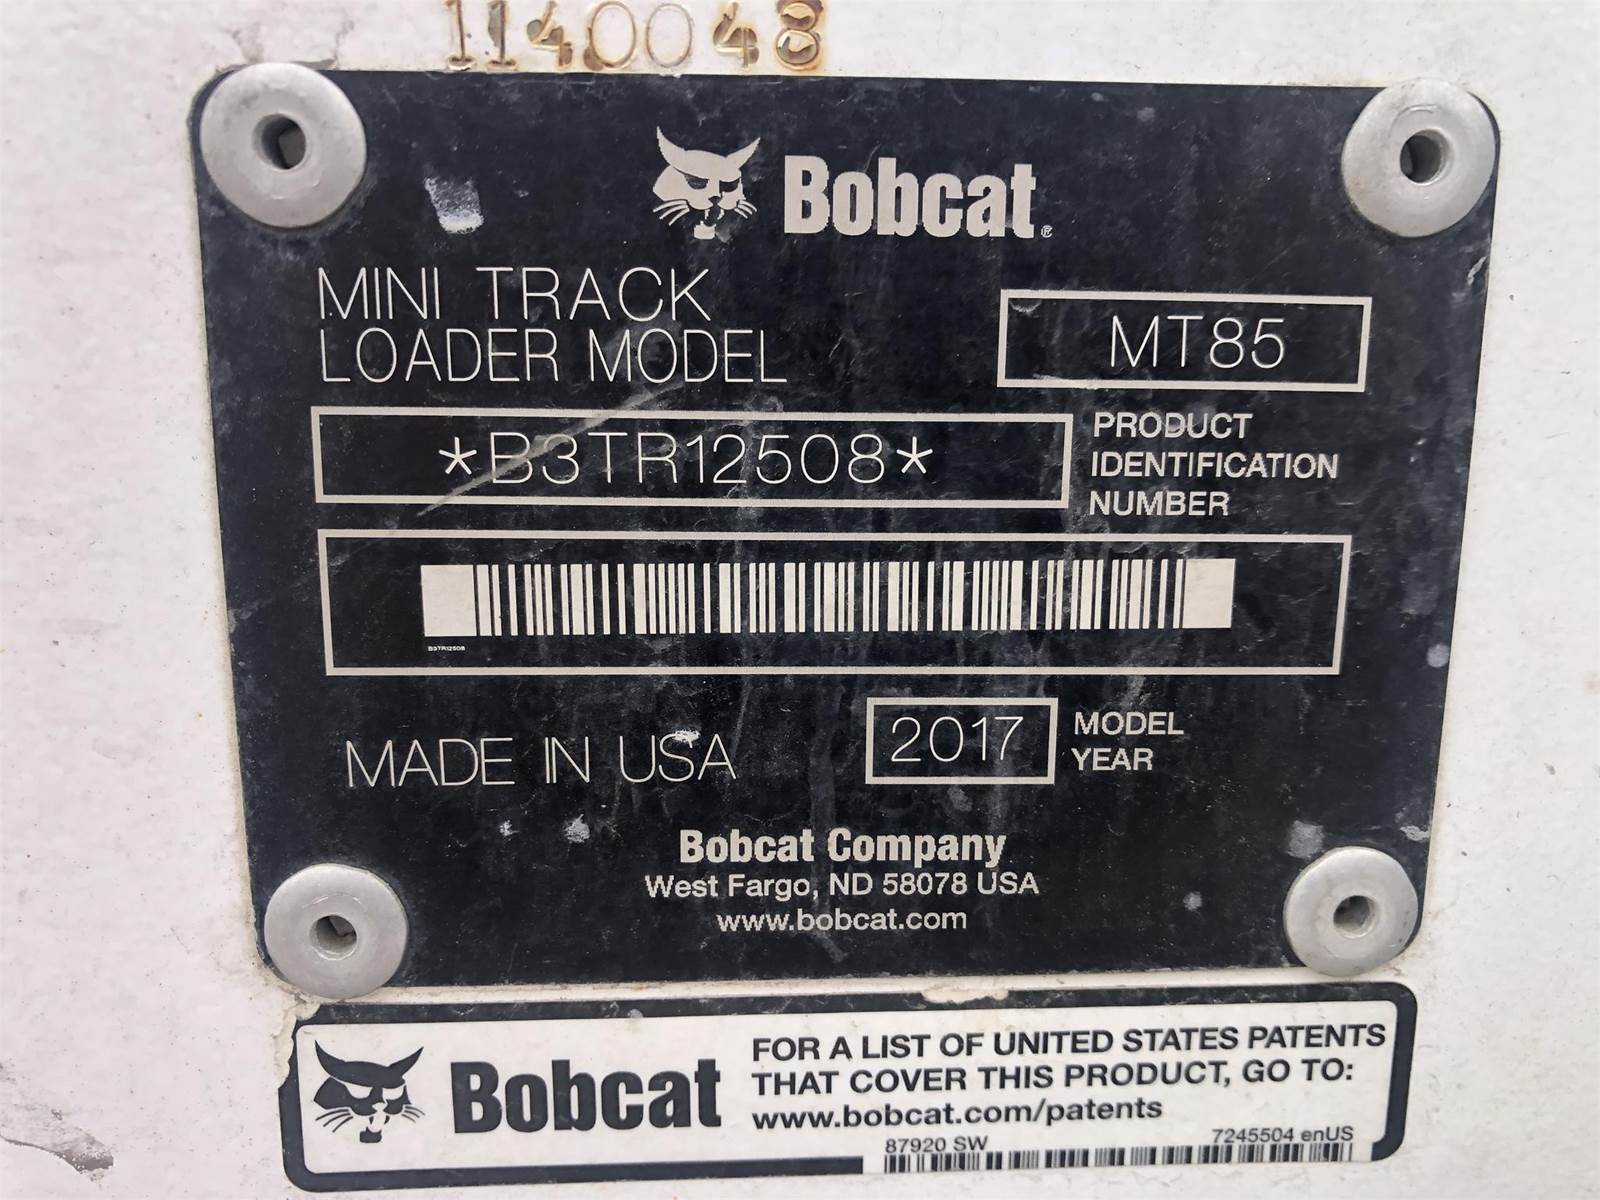 1140048
Bobcat®
MINI TRACK
LOADER MODEL
MT85
*B3TR12508*
PRODUCT
IDENTIFICATION
NUMBER
B3TR12508
MADE IN USA
2017
MODEL
YEAR
Bobcat Company
West Fargo, ND 58078 USA
www.bobcat.com
Bobcat
FOR A LIST OF UNITED STATES PATENTS
THAT COVER THIS PRODUCT, GO TO:
www.bobcat.com/patents
87920 SW
7245504 enUS